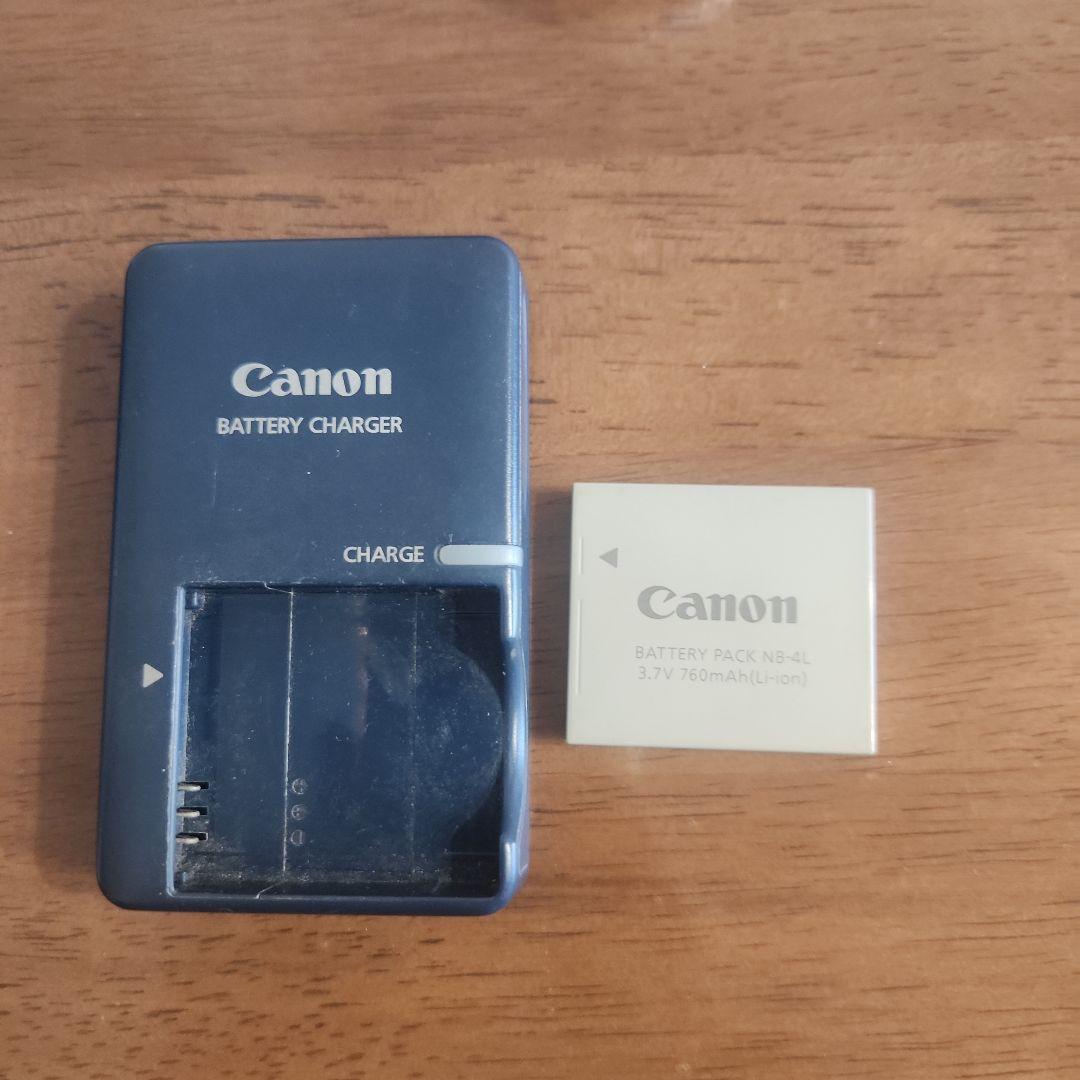 Canon
BATTERY CHARGER
CHARGE
Canon
BATTERY PACK NB-4L
3.7V 760mAh(Li-ion)